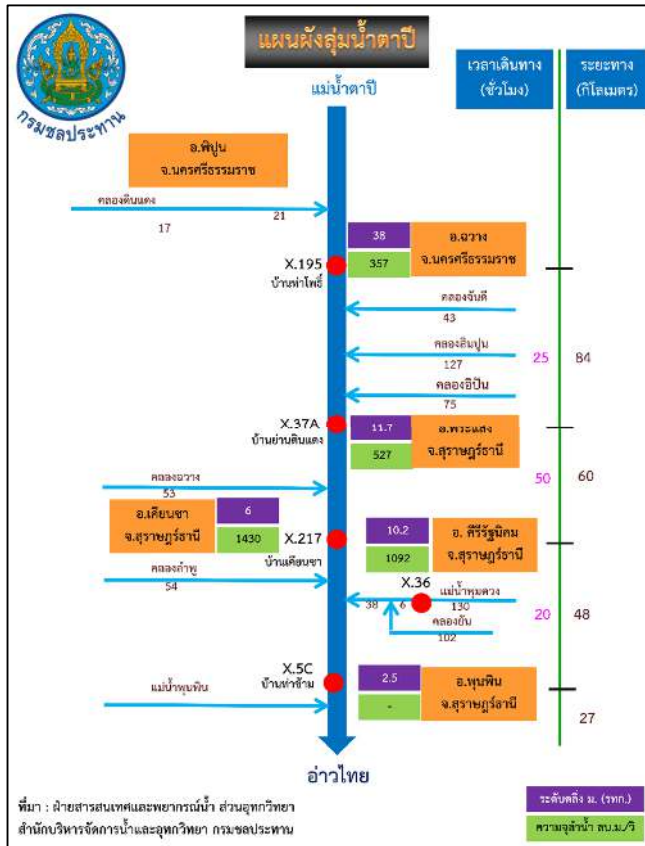 แผนผังลุ่มน้ำตาปี
กรมชลประทาน
แม่น้ำตาปี
เวลาเดินทาง
(ชั่วโมง)
ระยะทาง
(กิโลเมตร)
อ.พิปูน
จ.นครศรีธรรมราช
คลองดินแดง
17
21
X.195
บ้านท่าโพธิ์
38
357
อ.ฉวาง
จ.นครศรีธรรมราช
คลองจันดี
43
คลองสินปุน
127
25
84
คลองอิปัน
75
X.37A
บ้านย่านดินแดง
11.7
527
อ.พระแสง
จ.สุราษฎร์ธานี
คลองฉวาง
53
50
60
อ.เคียนซา
จ.สุราษฎร์ธานี
6
1430
X.217
บ้านเคียนซา
10.2
1092
อ. คีรีรัฐนิคม
จ.สุราษฎร์ธานี
คลองลำพู
54
X.36
แม่น้ำพุมดวง
38
6
130
คลองยัน
102
20
48
X.5C
บ้านท่าข้าม
2.5
-
อ.พุนพิน
จ.สุราษฎร์ธานี
แม่น้ำพุนพิน
27
อ่าวไทย
ที่มา : ฝ่ายสารสนเทศและพยากรณ์น้ำ ส่วนอุทกวิทยา
สำนักบริหารจัดการน้ำและอุทกวิทยา กรมชลประทาน
ระดับตลิ่ง ม. (รทก.)
ความจุลำน้ำ ลบ.ม./วิ